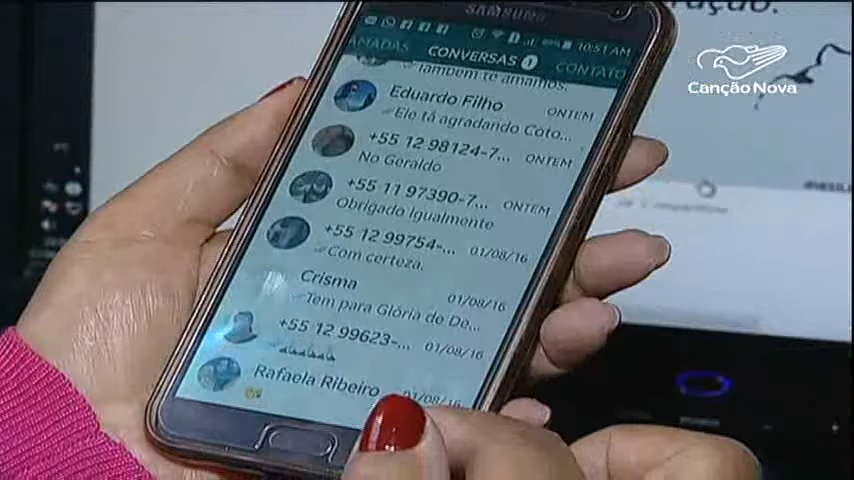 SAMSUNG
10:51 AM
AMADAS
CONVERSAS 1
CONTATO
Também te amamos.
Eduardo Filho
ONTEM
Ele tá agradando Coto...
+55 12 98124-7...
ONTEM
No Geraldo
+55 11 97390-7...
ONTEM
Obrigado Igualmente
+55 12 99754-...
01/08/16
Com certeza.
Crisma
01/08/16
Tem para Glória de De...
+55 12 99623-...
01/08/16
Rafaela Ribeiro
01/08/16
Canção Nova